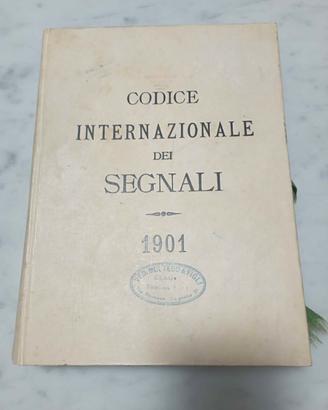 CODICE
INTERNAZIONALE
DEI
SEGNALI
1901